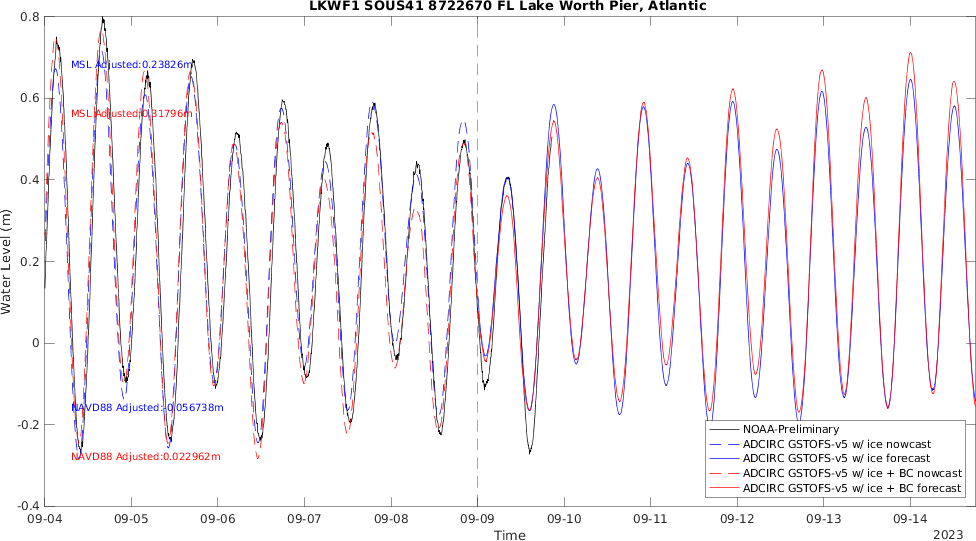 LKWF1 SOUS41 8722670 FL Lake Worth Pier, Atlantic
0.8
0.6
0.4
0.2
0
-0.2
-0.4
Water Level (m)
MSL Adjusted:0.23826m
MSL Adjusted:0.31796m
NAVD88 Adjusted:-0.056738m
NAVD88 Adjusted:0.022962m
NOAA-Preliminary
ADCIRC GSTOFS-v5 w/ ice nowcast
ADCIRC GSTOFS-v5 w/ ice forecast
ADCIRC GSTOFS-v5 w/ ice + BC nowcast
ADCIRC GSTOFS-v5 w/ ice + BC forecast
09-04 09-05 09-06 09-07 09-08 09-09 09-10 09-11 09-12 09-13 09-14
Time
2023